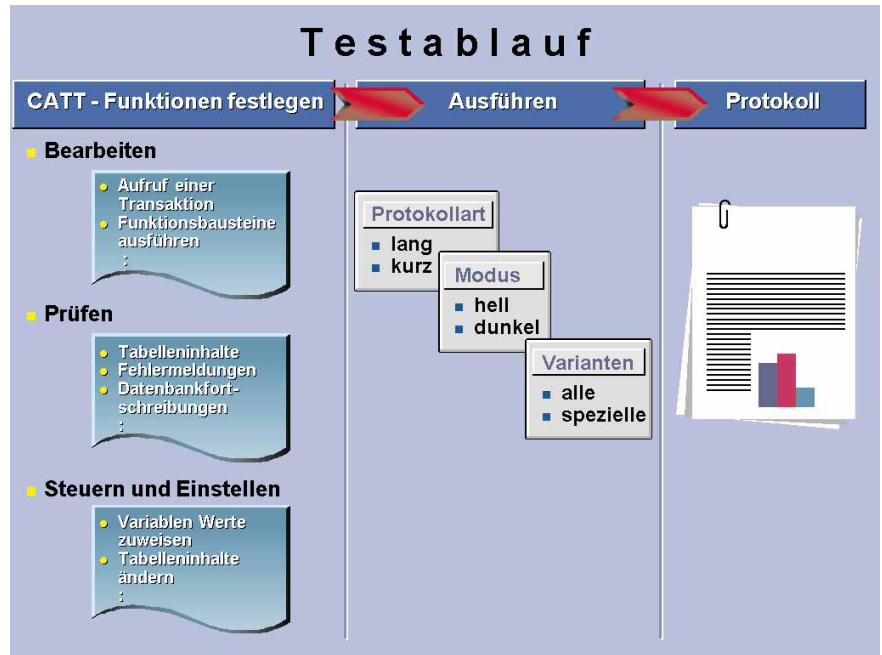 Testablauf
CATT - Funktionen festlegen
Ausführen
Protokoll
Bearbeiten
Aufruf einer
Transaktion
Funktionsbausteine
ausführen
:
Prüfen
Tabelleninhalte
Fehlermeldungen
Datenbankfort-
schreibungen
:
Steuern und Einstellen
Variablen Werte
zuweisen
Tabelleninhalte
ändern
:
Protokollart
lang
kurz
Modus
hell
dunkel
Varianten
alle
spezielle